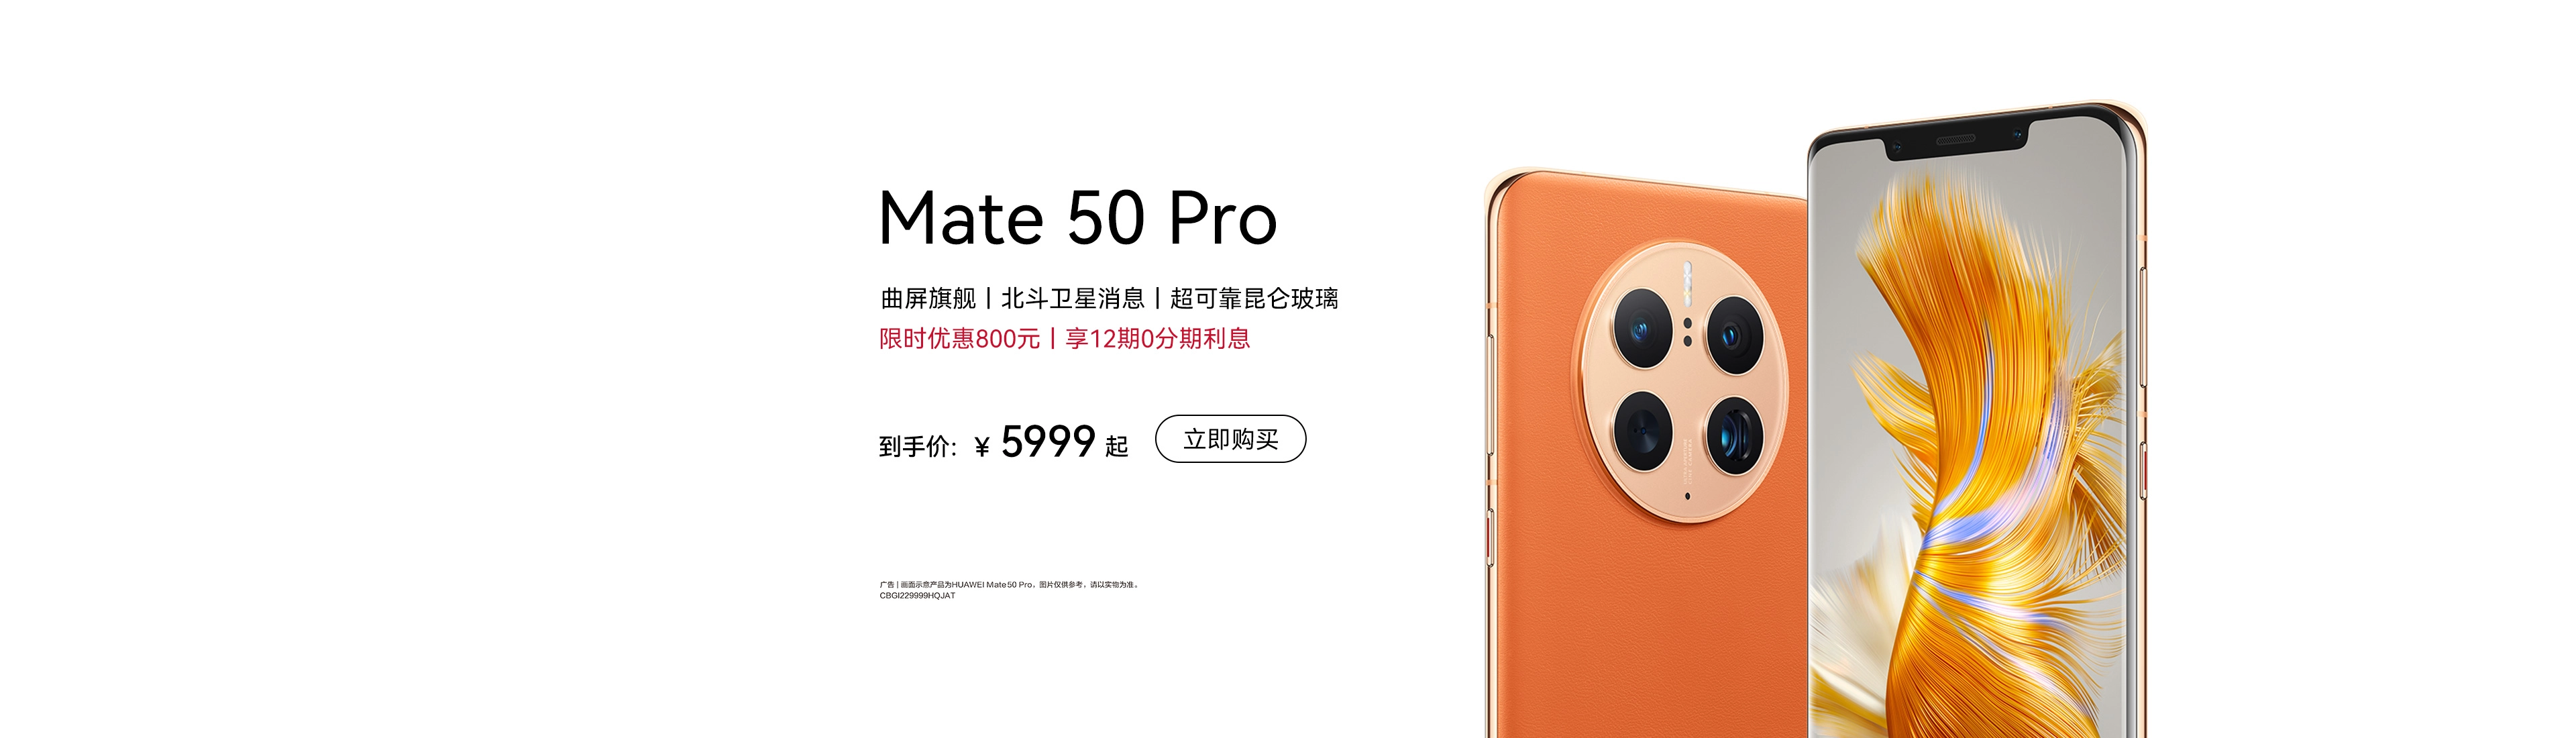 Mate 50 Pro
曲屏旗舰 | 北斗卫星消息 | 超可靠昆仑玻璃
限时优惠800元 | 享12期0分期利息
到手价: ¥ 5999 起
立即购买
广告 | 画面示意产品为HUAWEI Mate 50 Pro，图片仅供参考，请以实物为准。
CBGI229999HQJAT